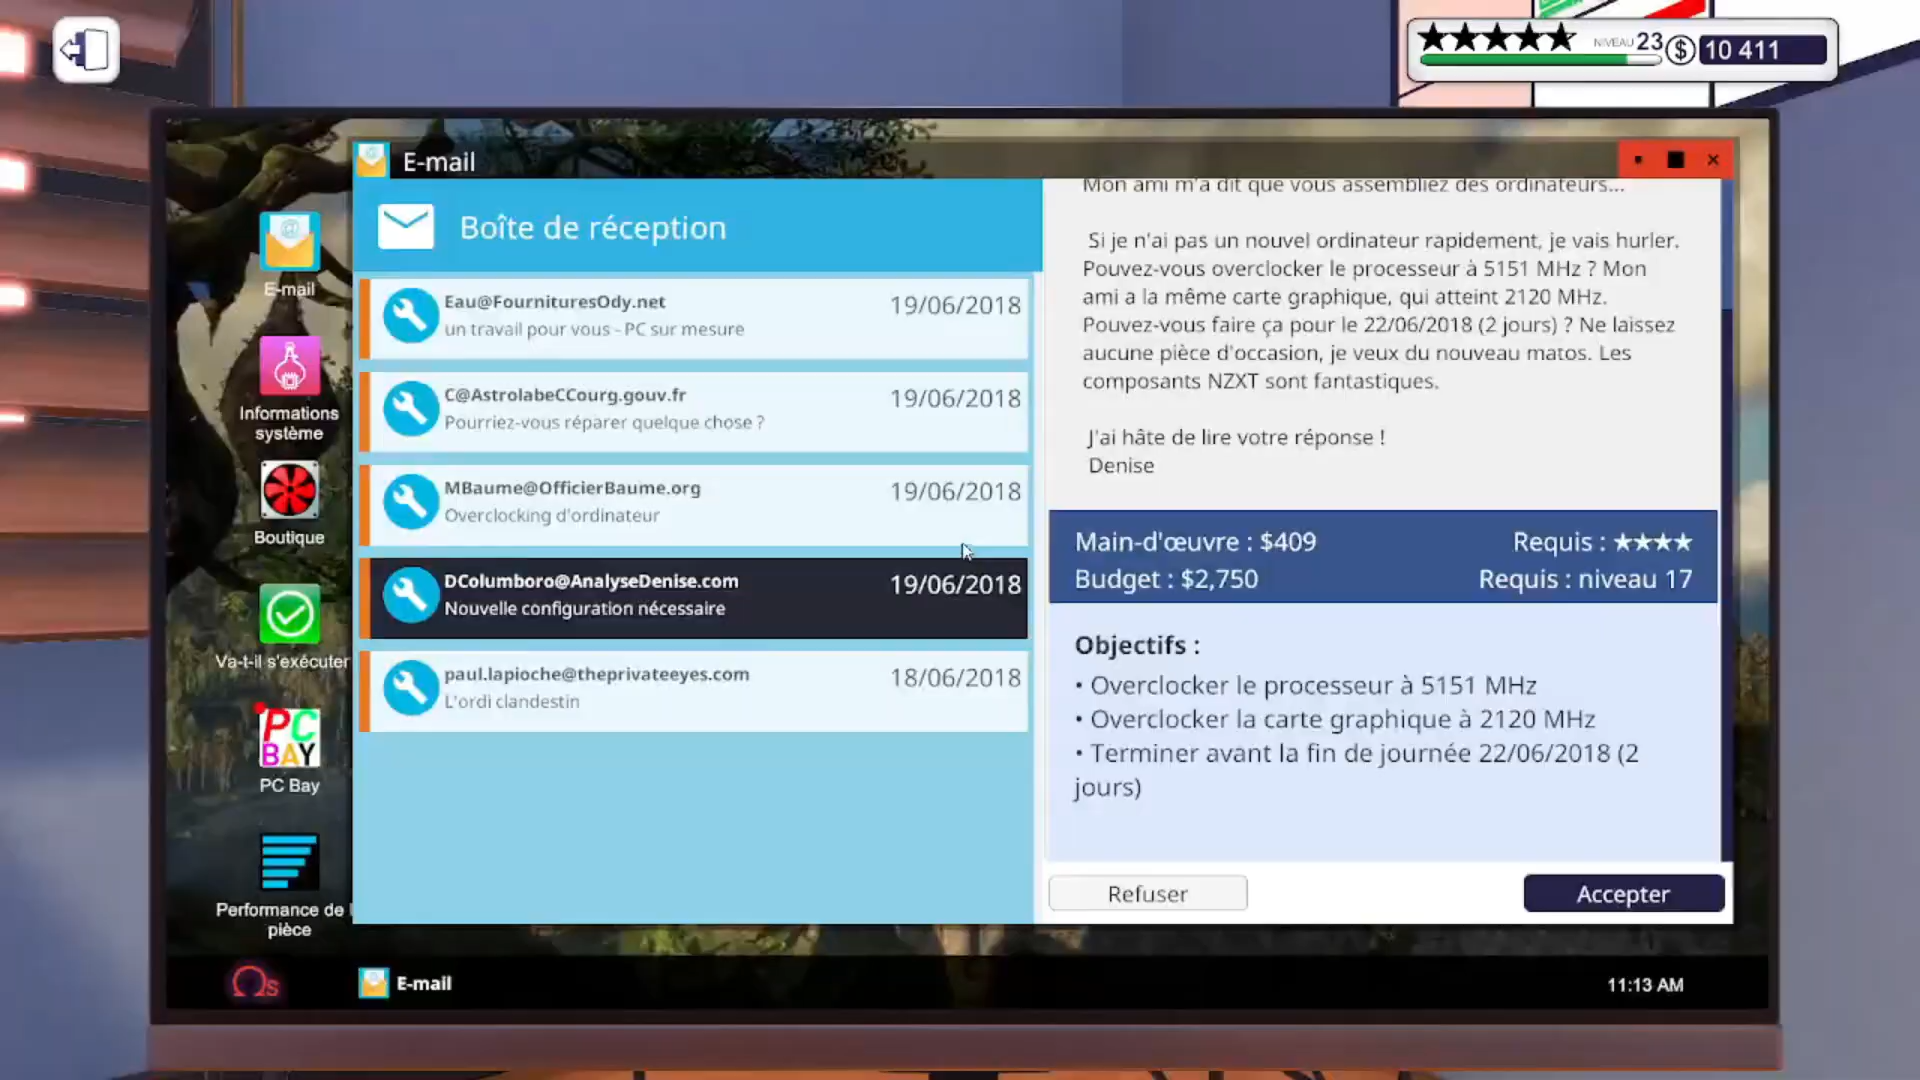 NIVEAU 23 $ 10 411
E-mail
Boîte de réception
Eau@FournituresOdy.net 19/06/2018
un travail pour vous - PC sur mesure
C@AstrolabeCCourg.gouv.fr 19/06/2018
Pourriez-vous réparer quelque chose ?
MBaume@OfficierBaume.org 19/06/2018
Overclocking d'ordinateur
DColumboro@AnalyseDenise.com 19/06/2018
Nouvelle configuration nécessaire
paul.lapioche@theprivateeyes.com 18/06/2018
L'ordi clandestin
Mon ami m'a dit que vous assembliez des ordinateurs...
Si je n'ai pas un nouvel ordinateur rapidement, je vais hurler.
Pouvez-vous overclocker le processeur à 5151 MHz ? Mon
ami a la même carte graphique, qui atteint 2120 MHz.
Pouvez-vous faire ça pour le 22/06/2018 (2 jours) ? Ne laissez
aucune pièce d'occasion, je veux du nouveau matos. Les
composants NZXT sont fantastiques.
J'ai hâte de lire votre réponse !
Denise
Main-d'œuvre : $409 Requis : ★★★★
Budget : $2,750 Requis : niveau 17
Objectifs :
• Overclocker le processeur à 5151 MHz
• Overclocker la carte graphique à 2120 MHz
• Terminer avant la fin de journée 22/06/2018 (2
jours)
Refuser Accepter
E-mail
Informations
système
Boutique
Va-t-il s'exécuter
PC
BAY
PC Bay
Performance de
pièce
Ωs E-mail 11:13 AM